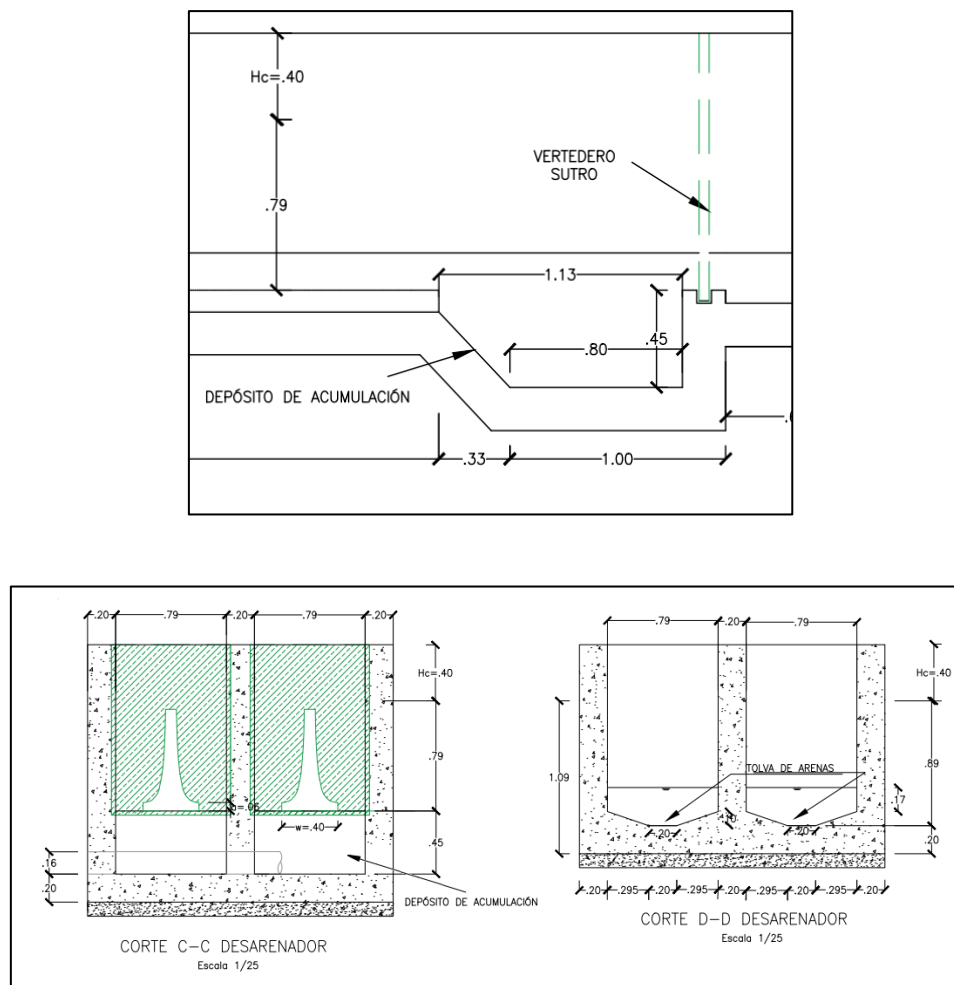 Hc=.40
.79
VERTEDERO
SUTRO
1.13
.45
.80
DEPÓSITO DE ACUMULACIÓN
.33
1.00
.20
.79
.20
.79
.20
Hc=.40
.79
w=.40
.45
.16
.20
DEPÓSITO DE ACUMULACIÓN
CORTE C-C DESARENADOR
Escala 1/25
.79
.20
.79
Hc=.40
1.09
.89
TOLVA DE ARENAS
.17
.10
.20
.20
.20
.20
.295
.20
.295
.20
.295
.20
.295
.20
CORTE D-D DESARENADOR
Escala 1/25